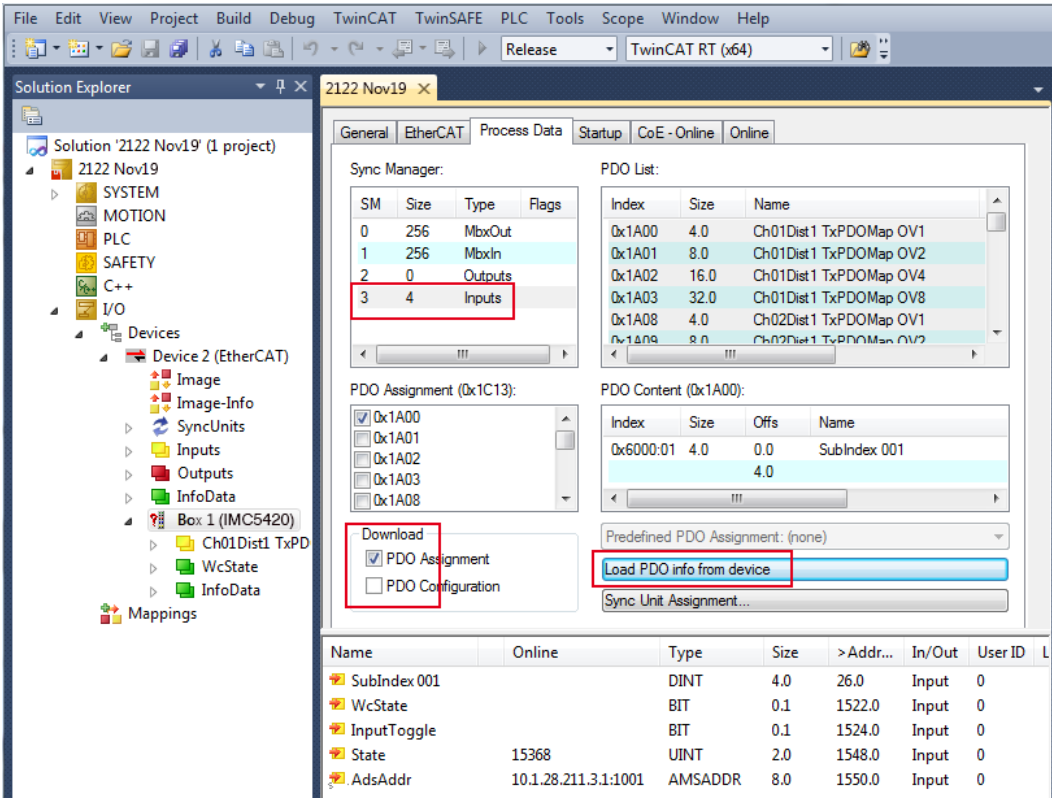 File Edit View Project Build Debug TwinCAT TwinSAFE PLC Tools Scope Window Help
Release TwinCAT RT (x64)
Solution Explorer
Solution '2122 Nov19' (1 project)
2122 Nov19
SYSTEM
MOTION
PLC
SAFETY
C++
I/O
Devices
Device 2 (EtherCAT)
Image
Image-Info
SyncUnits
Inputs
Outputs
InfoData
Box 1 (IMC5420)
Ch01Dist1 TxPD
WcState
InfoData
Mappings
2122 Nov19
General EtherCAT Process Data Startup CoE - Online Online
Sync Manager:
SM Size Type Flags
0 256 MbxOut
1 256 MbxIn
2 0 Outputs
3 4 Inputs
PDO List:
Index Size Name
0x1A00 4.0 Ch01Dist1 TxPDOMap OV1
0x1A01 8.0 Ch01Dist1 TxPDOMap OV2
0x1A02 16.0 Ch01Dist1 TxPDOMap OV4
0x1A03 32.0 Ch01Dist1 TxPDOMap OV8
0x1A08 4.0 Ch02Dist1 TxPDOMap OV1
0x1A09 8.0 Ch02Dist1 TxPDOMap OV2
PDO Assignment (0x1C13):
0x1A00
0x1A01
0x1A02
0x1A03
0x1A08
PDO Content (0x1A00):
Index Size Offs Name
0x6000:01 4.0 0.0 SubIndex 001
4.0
Download
PDO Assignment
PDO Configuration
Predefined PDO Assignment: (none)
Load PDO info from device
Sync Unit Assignment...
Name Online Type Size >Addr... In/Out User ID L
SubIndex 001 DINT 4.0 26.0 Input 0
WcState BIT 0.1 1522.0 Input 0
InputToggle BIT 0.1 1524.0 Input 0
State 15368 UINT 2.0 1548.0 Input 0
AdsAddr 10.1.28.211.3.1:1001 AMSADDR 8.0 1550.0 Input 0